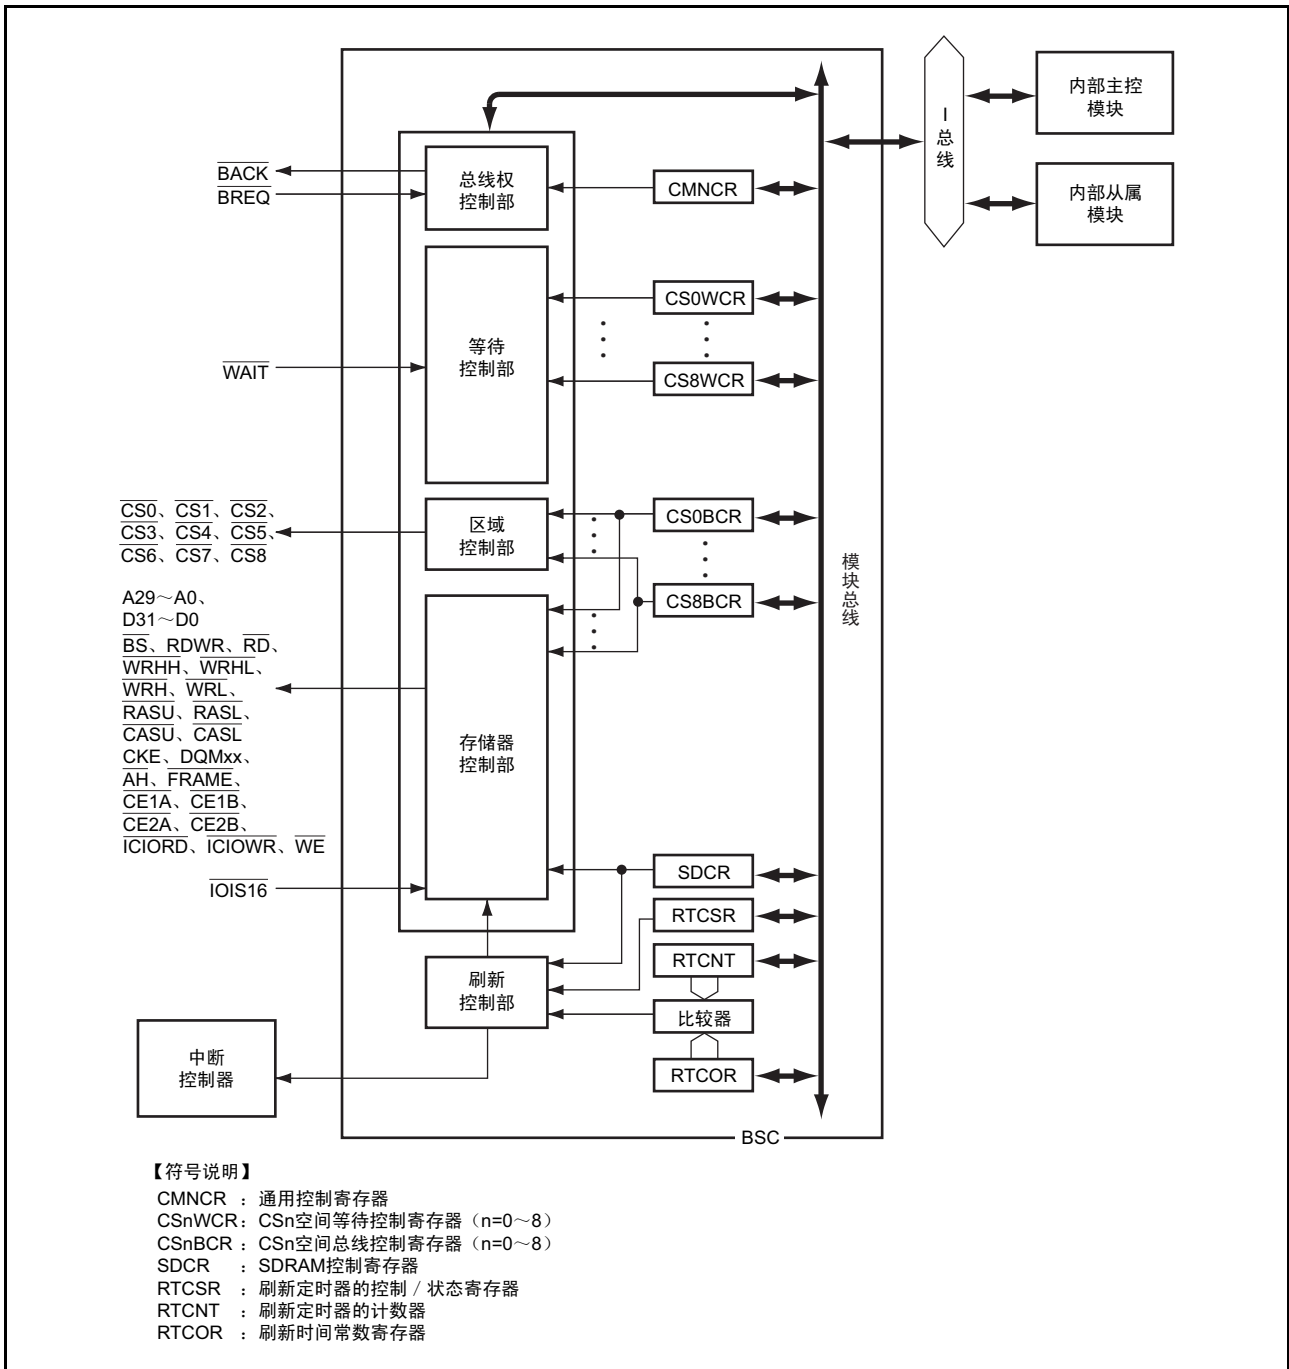 内部主控
模块
I
总
线
内部从属
模块
BACK
BREQ
总线权
控制部
CMNCR
CS0WCR
等待
控制部
WAIT
CS8WCR
CS0、CS1、CS2、
CS3、CS4、CS5、
CS6、CS7、CS8
区域
控制部
CS0BCR
CS8BCR
模
块
总
线
A29～A0、
D31～D0
BS、RDWR、RD、
WRHH、WRHL、
WRH、WRL、
RASU、RASL、
CASU、CASL
CKE、DQMxx、
AH、FRAME、
CE1A、CE1B、
CE2A、CE2B、
ICIORD、ICIOWR、WE
存储器
控制部
IOIS16
SDCR
RTCSR
RTCNT
刷新
控制部
比较器
RTCOR
中断
控制器
BSC
【符号说明】
CMNCR ：通用控制寄存器
CSnWCR：CSn空间等待控制寄存器（n=0～8）
CSnBCR：CSn空间总线控制寄存器（n=0～8）
SDCR ：SDRAM控制寄存器
RTCSR ：刷新定时器的控制／状态寄存器
RTCNT ：刷新定时器的计数器
RTCOR ：刷新时间常数寄存器